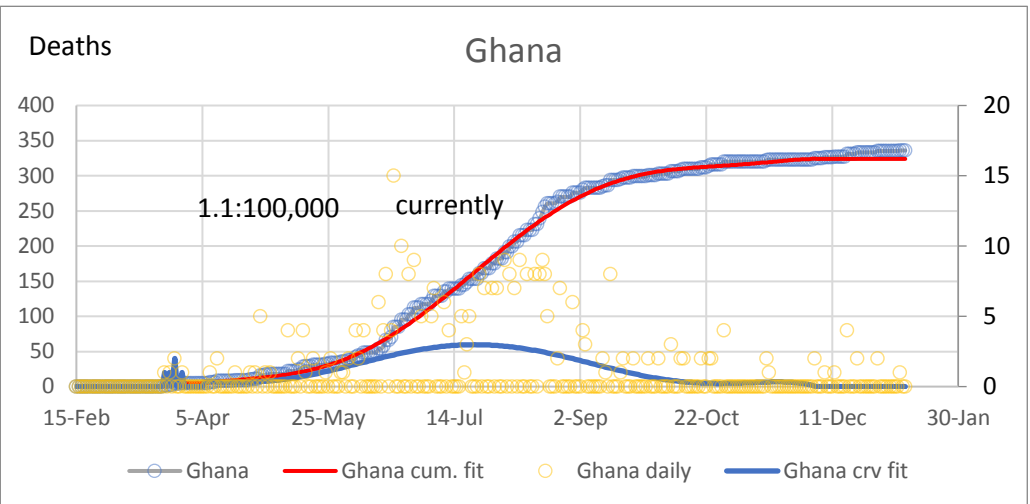 Deaths
Ghana
400
350
300
250
200
150
100
50
0
20
15
10
5
0
1.1:100,000 currently
15-Feb 5-Apr 25-May 14-Jul 2-Sep 22-Oct 11-Dec 30-Jan
Ghana Ghana cum. fit Ghana daily Ghana crv fit